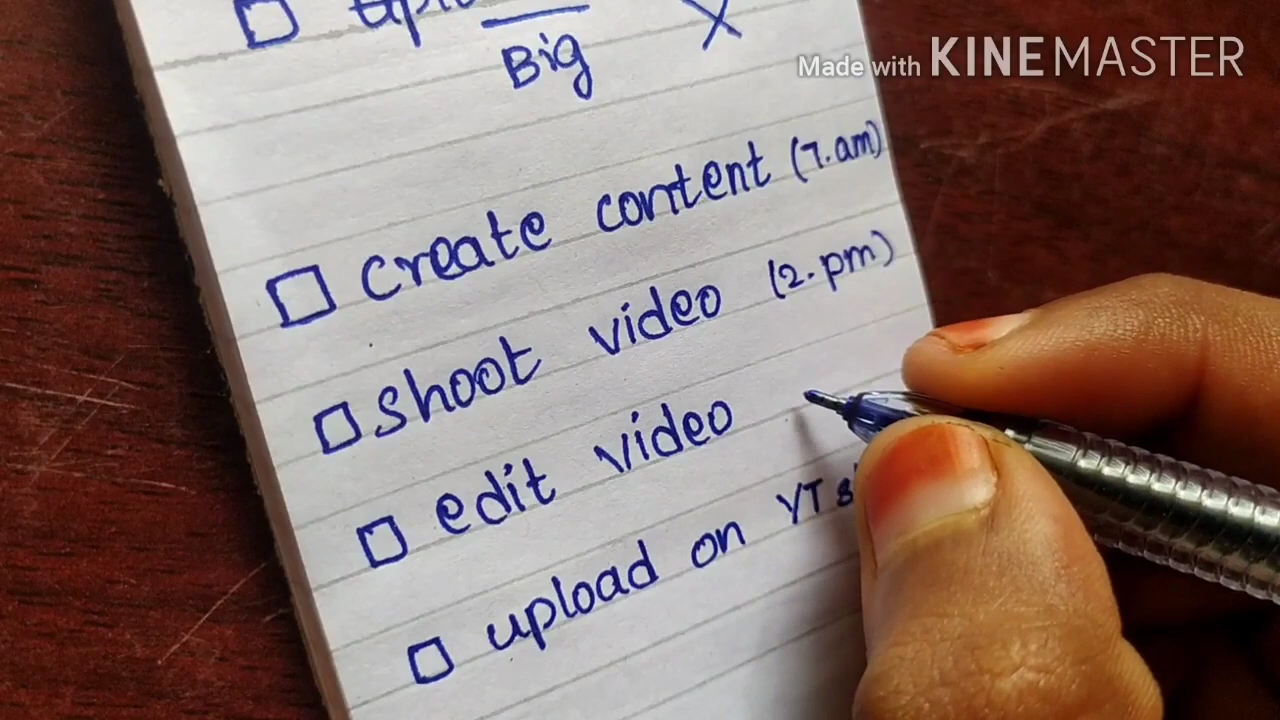 Made with KINEMASTER
Big X
create content (7.am)
shoot video (2.pm)
edit video
upload on YT